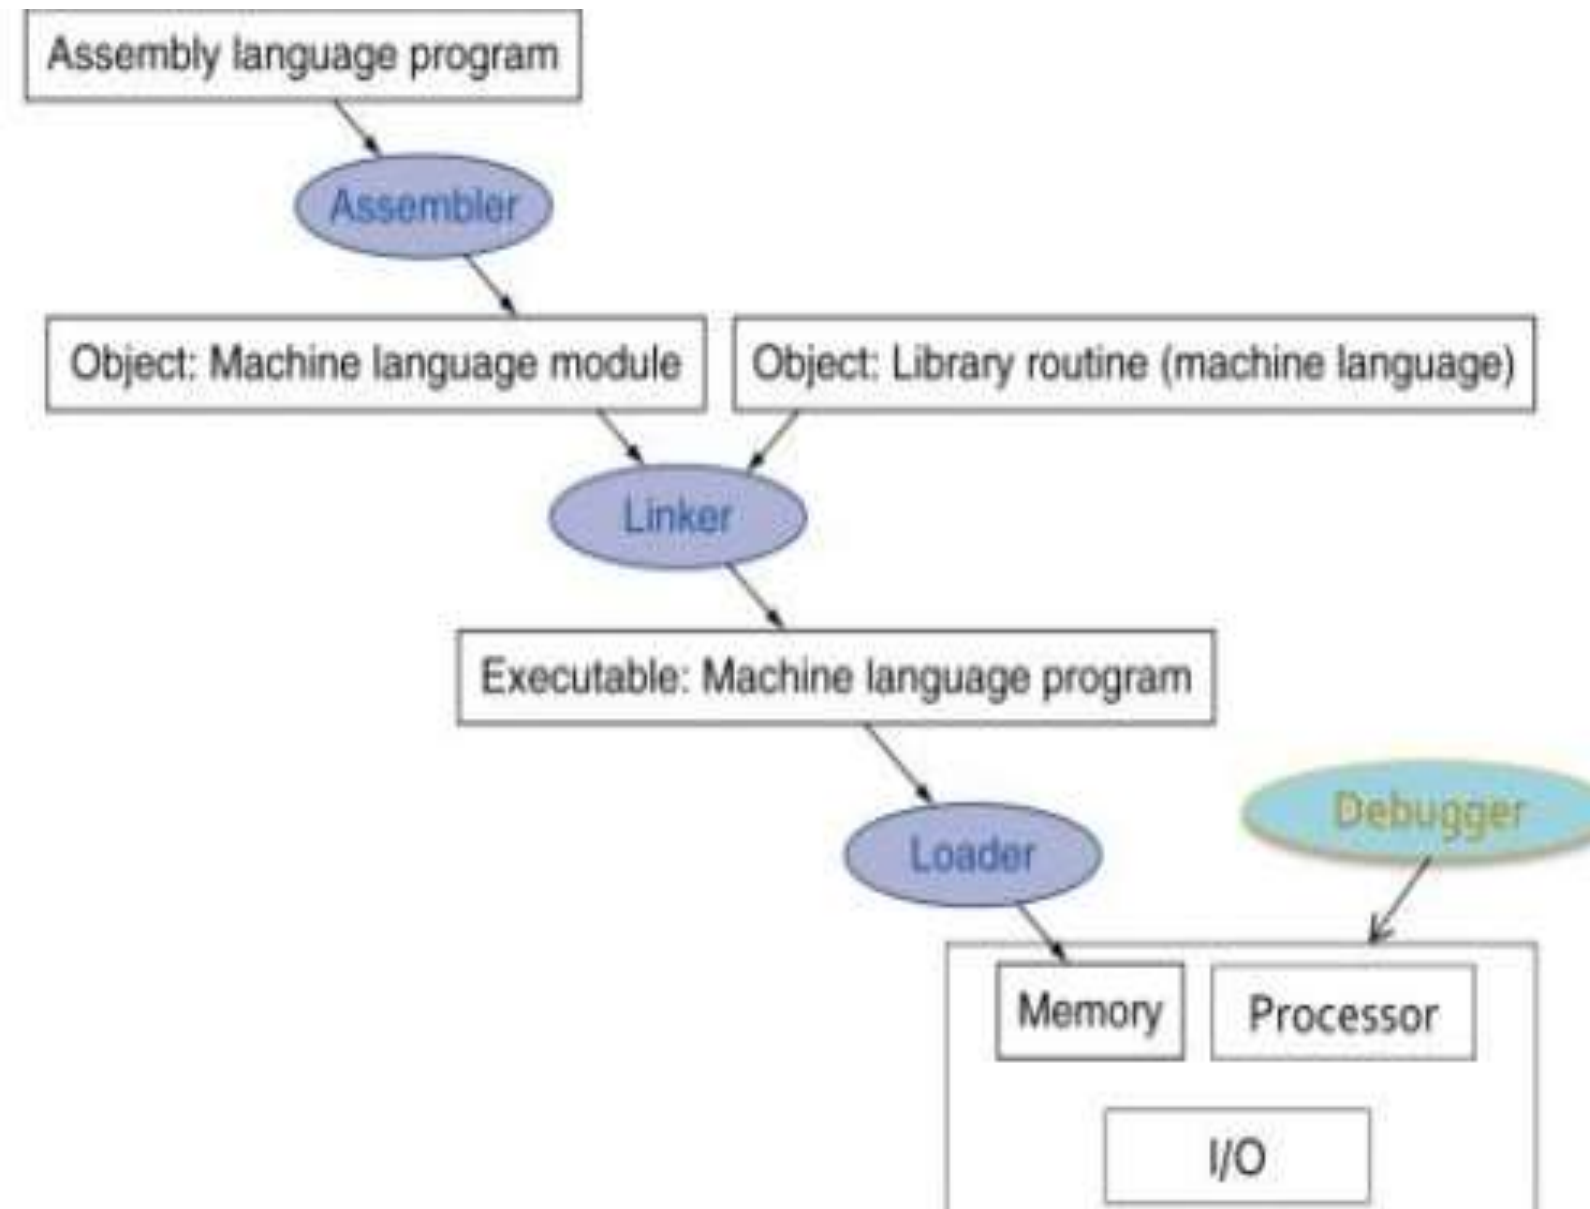 Assembly language program
Assembler
Object: Machine language module
Object: Library routine (machine language)
Linker
Executable: Machine language program
Debugger
Loader
Memory
Processor
I/O